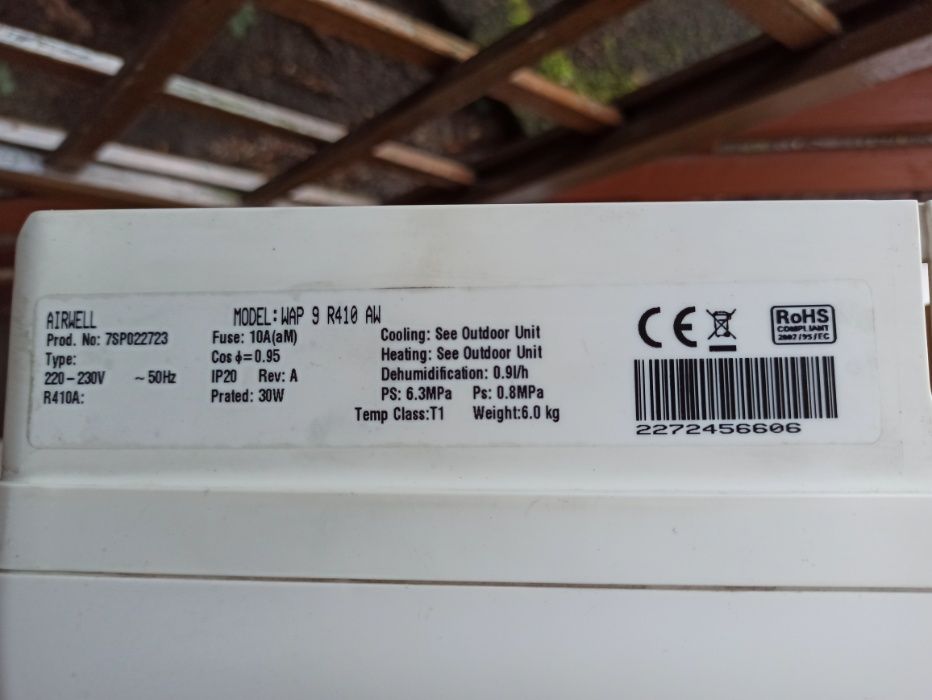 AIRWELL MODEL: WAP 9 R410 AW
Prod. No: 7SP022723 Fuse: 10A(aM) Cooling: See Outdoor Unit
Type: Cos ϕ=0.95 Heating: See Outdoor Unit
220-230V ~ 50Hz IP20 Rev: A Dehumidification: 0.9l/h
R410A: Prated: 30W PS: 6.3MPa Ps: 0.8MPa
Temp Class:T1 Weight:6.0 kg
CE
RoHS
COMPLIANT
2002/95/EC
2272456606